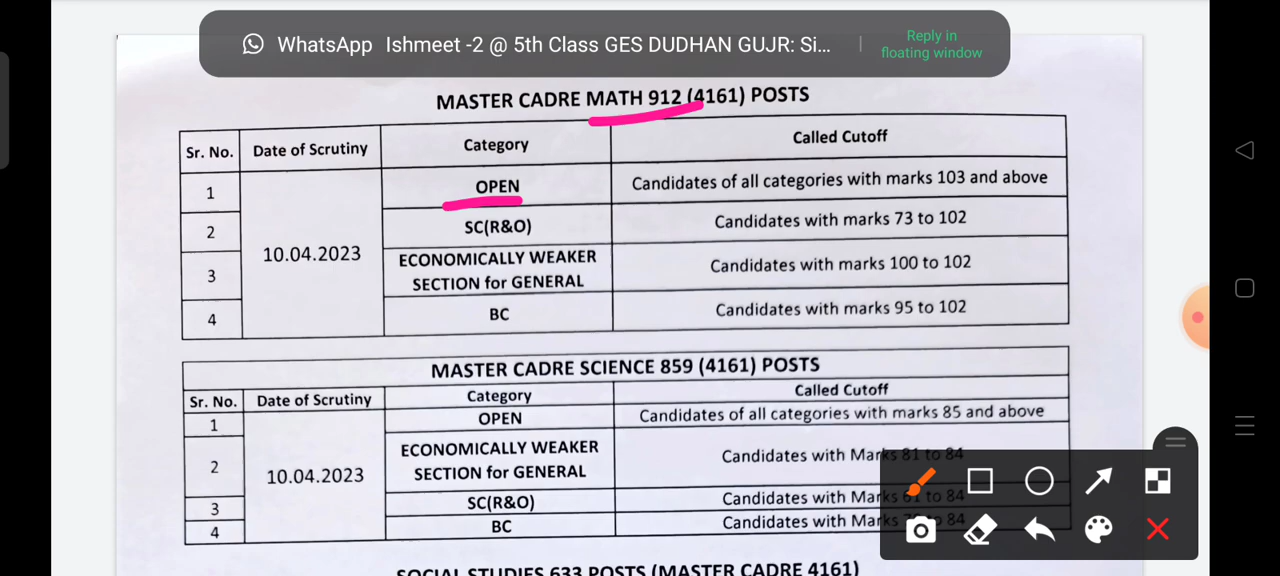 WhatsApp Ishmeet -2 @ 5th Class GES DUDHAN GUJR: Si...
Reply in
floating window
MASTER CADRE MATH 912 (4161) POSTS
Sr. No. Date of Scrutiny Category Called Cutoff
1 10.04.2023 OPEN Candidates of all categories with marks 103 and above
2 SC(R&O) Candidates with marks 73 to 102
3 ECONOMICALLY WEAKER SECTION for GENERAL Candidates with marks 100 to 102
4 BC Candidates with marks 95 to 102
MASTER CADRE SCIENCE 859 (4161) POSTS
Sr. No. Date of Scrutiny Category Called Cutoff
1 10.04.2023 OPEN Candidates of all categories with marks 85 and above
2 ECONOMICALLY WEAKER SECTION for GENERAL Candidates with Marks 81 to 84
3 SC(R&O) Candidates with Marks 61 to 84
4 BC Candidates with Marks to 84
SOCIAL STUDIES 633 POSTS (MASTER CADRE 4161)